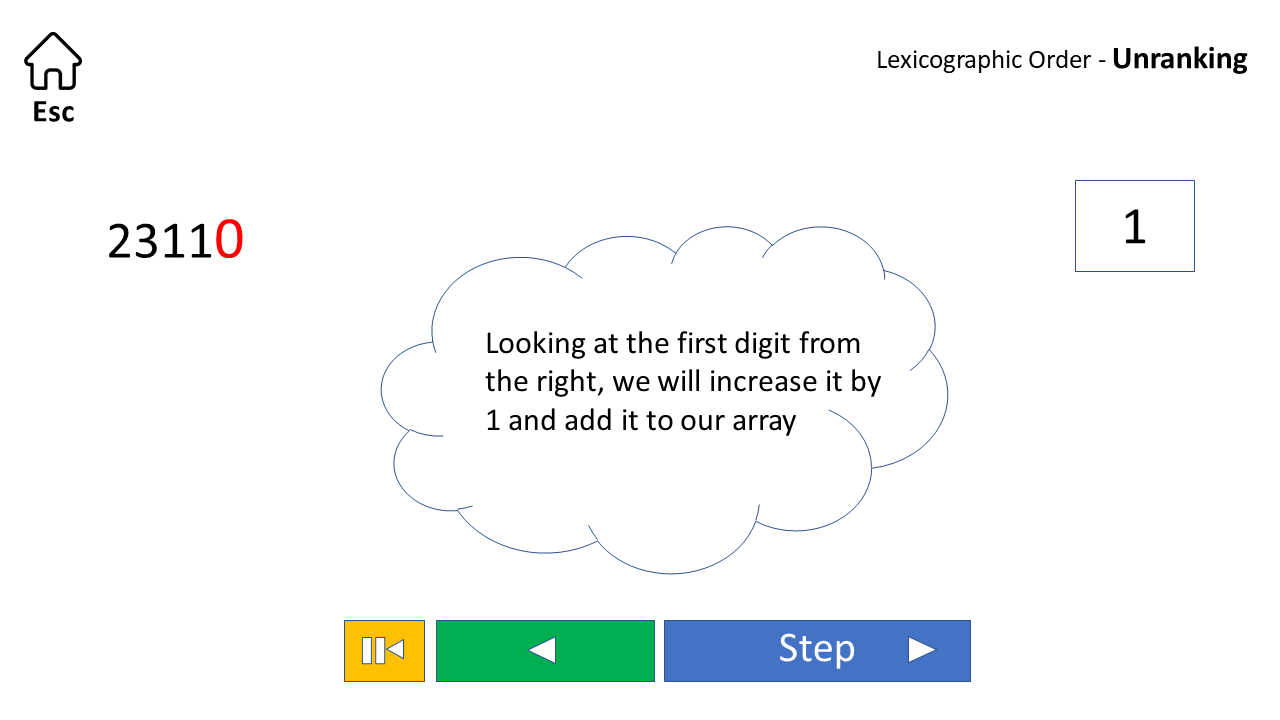 Lexicographic Order - Unranking
Esc
23110
1
Looking at the first digit from
the right, we will increase it by
1 and add it to our array
Step